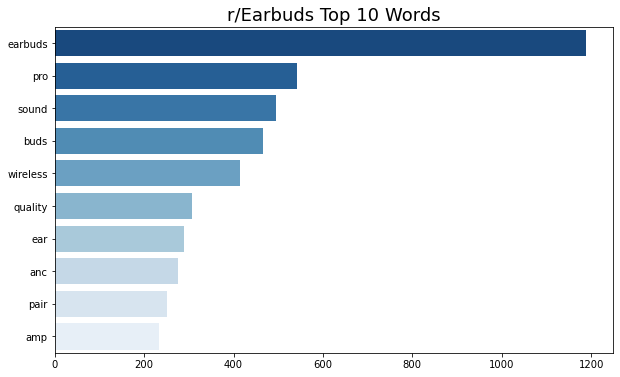 r/Earbuds Top 10 Words
earbuds
pro
sound
buds
wireless
quality
ear
anc
pair
amp
0 200 400 600 800 1000 1200